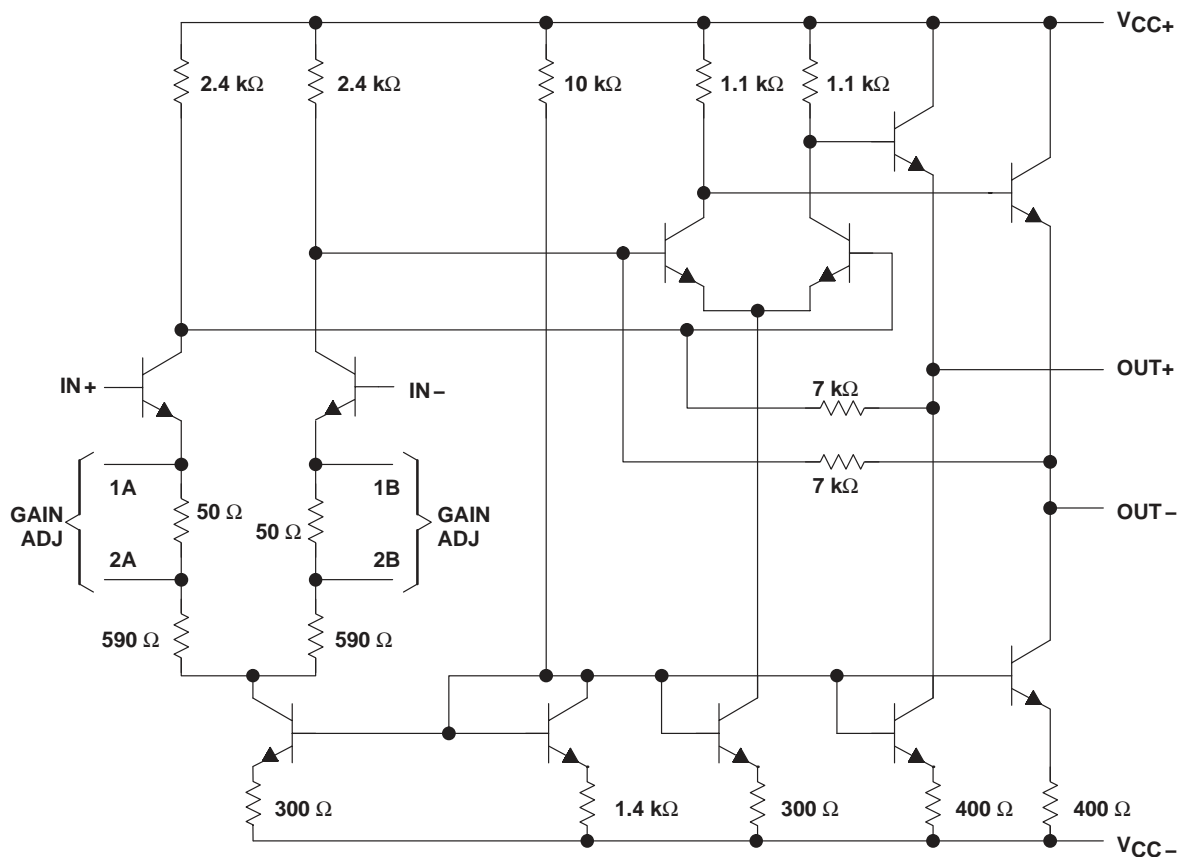 VCC+
2.4 kΩ
2.4 kΩ
10 kΩ
1.1 kΩ
1.1 kΩ
IN+
IN−
OUT+
7 kΩ
1A
1B
7 kΩ
GAIN
ADJ
50 Ω
50 Ω
GAIN
ADJ
OUT−
2A
2B
590 Ω
590 Ω
300 Ω
1.4 kΩ
300 Ω
400 Ω
400 Ω
VCC−